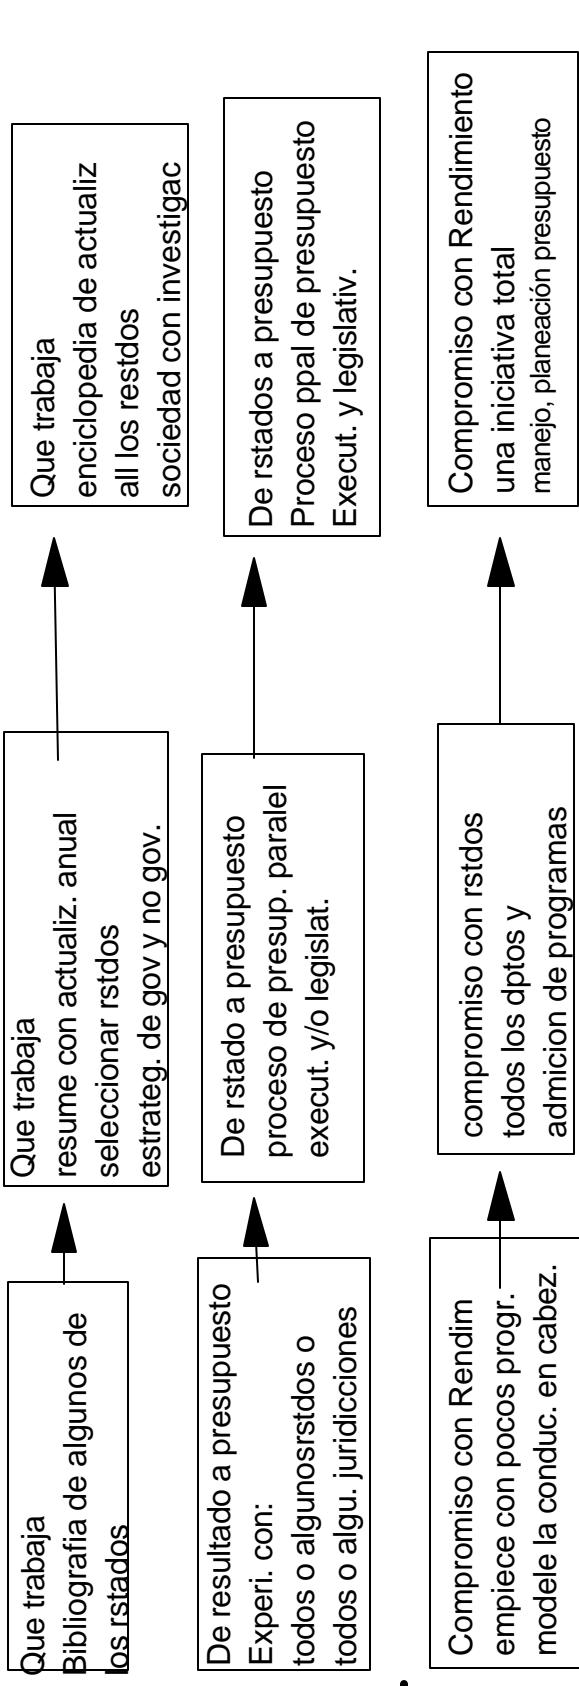 Que trabaja
Bibliografia de algunos de
los rstados
Que trabaja
resume con actualiz. anual
seleccionar rstdos
estrateg. de gov y no gov.
Que trabaja
enciclopedia de actualiz
all los restdos
sociedad con investigac
De resultado a presupuesto
Experi. con:
todos o algunosrstdos o
todos o algu. juridicciones
De rstado a presupuesto
proceso de presup. paralel
execut. y/o legislat.
De rstados a presupuesto
Proceso ppal de presupuesto
Execut. y legislativ.
Compromiso con Rendim
empiece con pocos progr.
modele la conduc. en cabez.
compromiso con rstdos
todos los dptos y
admicion de programas
Compromiso con Rendimiento
una iniciativa total
manejo, planeación presupuesto